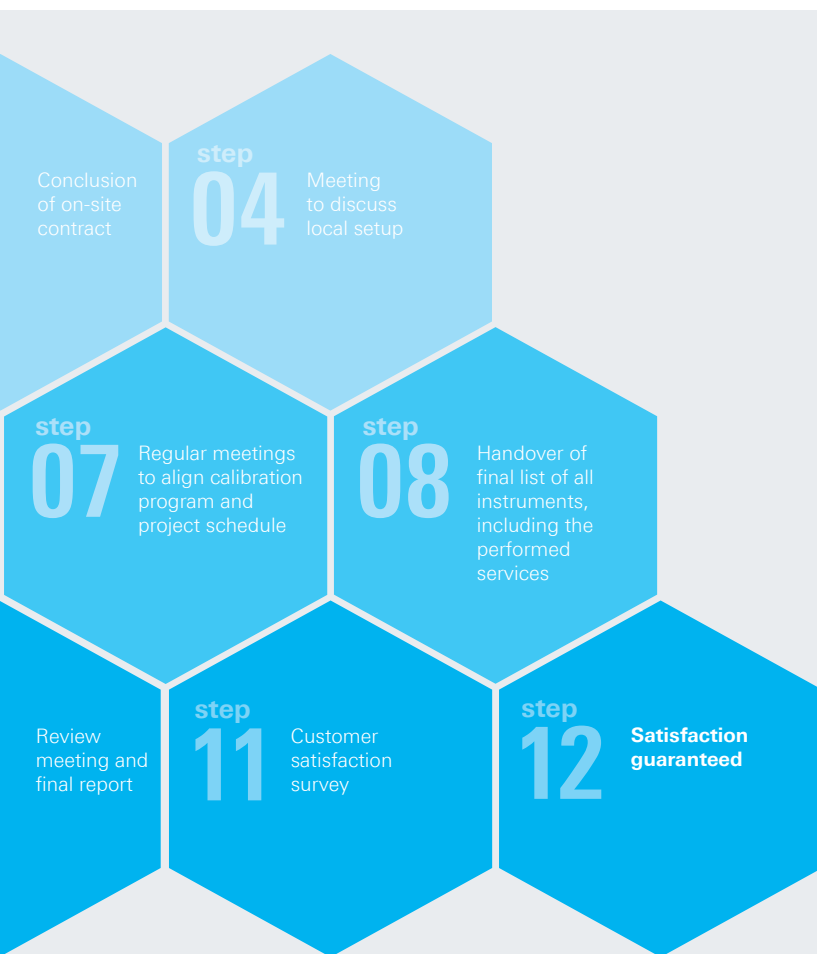 Conclusion
of on-site
contract
step
04
Meeting
to discuss
local setup
step
07
Regular meetings
to align calibration
program and
project schedule
step
08
Handover of
final list of all
instruments,
including the
performed
services
Review
meeting and
final report
step
11
Customer
satisfaction
survey
step
12
Satisfaction
guaranteed